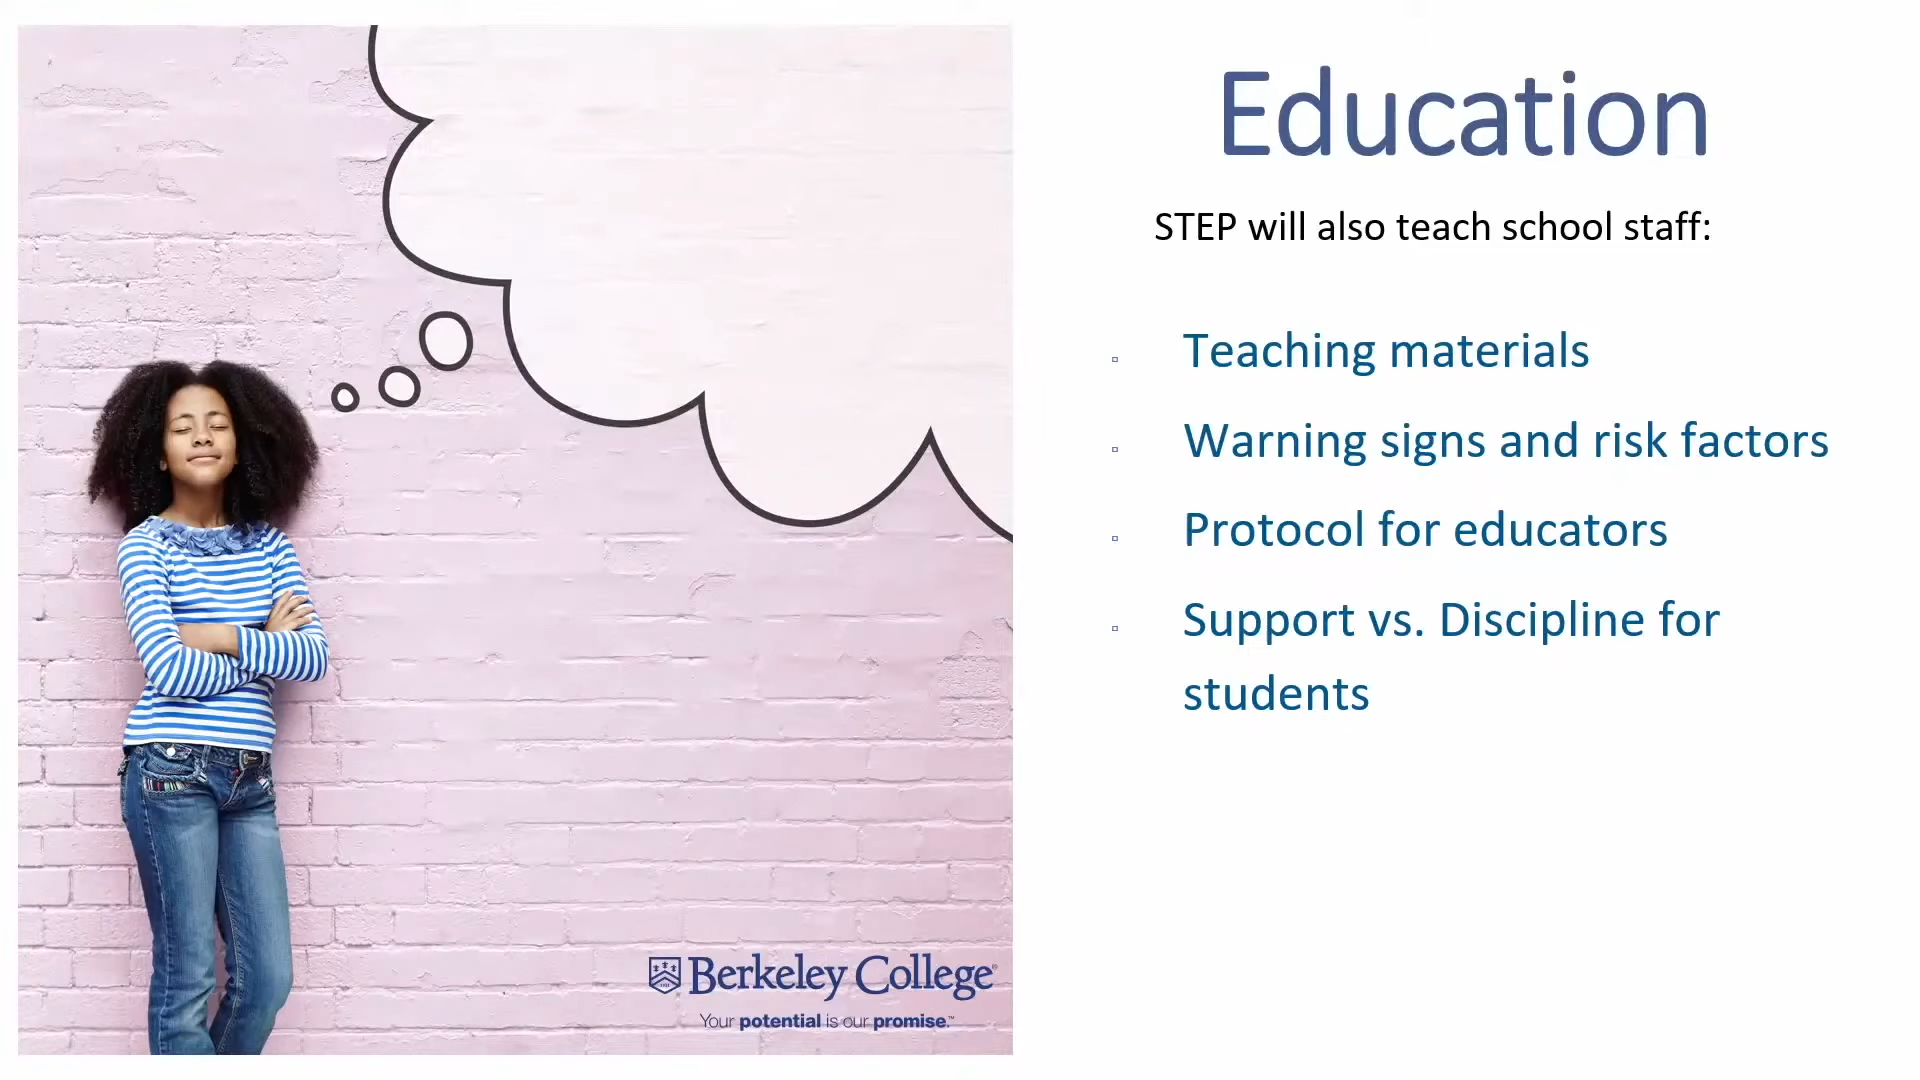 Education
STEP will also teach school staff:
Teaching materials
Warning signs and risk factors
Protocol for educators
Support vs. Discipline for
students
Berkeley College®
Your potential is our promise.™